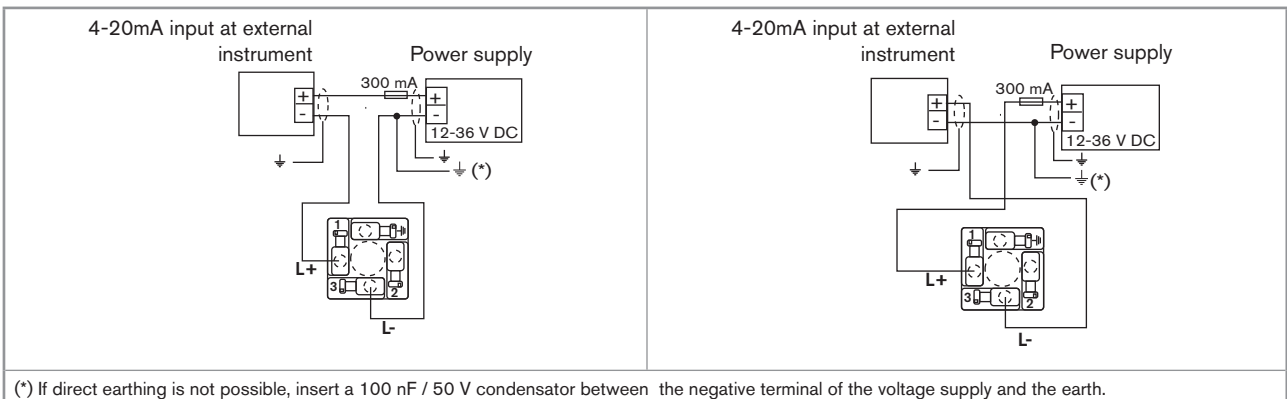 4-20mA input at external
instrument
Power supply
300 mA
+
+
-
-
12-36 V DC
(*)
1
L+
3
2
L-
4-20mA input at external
instrument
Power supply
300 mA
+
+
-
-
12-36 V DC
(*)
1
L+
3
2
L-
(*) If direct earthing is not possible, insert a 100 nF / 50 V condensator between the negative terminal of the voltage supply and the earth.